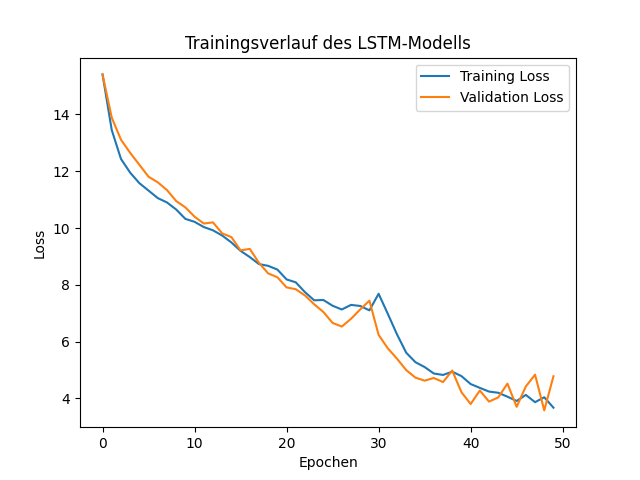 Trainingsverlauf des LSTM-Modells
Training Loss
Validation Loss
Loss
14
12
10
8
6
4
0 10 20 30 40 50
Epochen